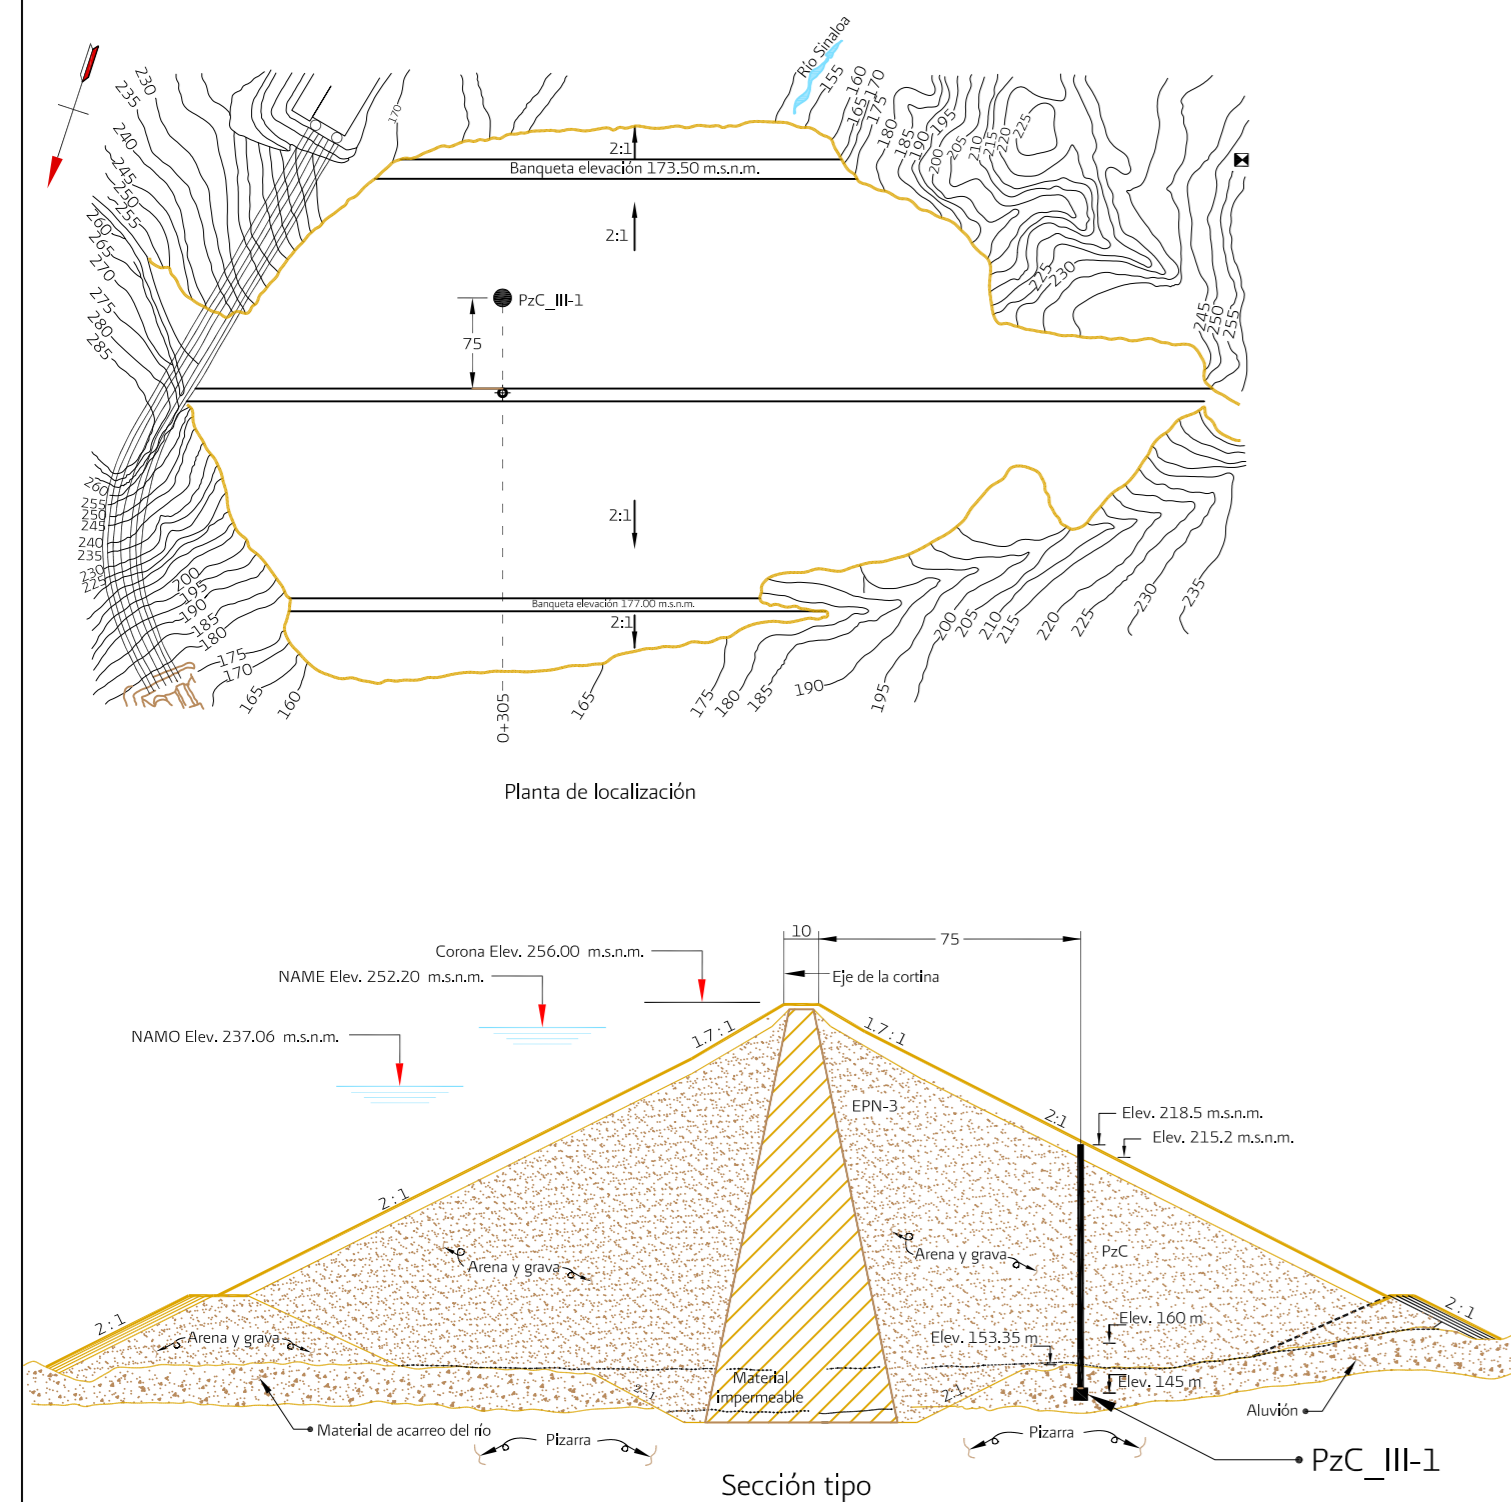 Río Sinaloa
230
235
240
245
250
255
260
265
270
275
280
285
170
155
160
170
165
175
180
185
190
195
200
205
210
215
220
225
2:1
Banqueta elevación 173.50 m.s.n.m.
2:1
225
230
245
250
255
PzC_III-1
75
260
255
250
245
240
235
230
225
200
195
190
185
180
175
170
165
160
2:1
Banqueta elevación 177.00 m.s.n.m.
2:1
0+305
165
175
180
185
190
195
200
205
210
215
220
225
230
235
Planta de localización
10
75
Corona Elev. 256.00 m.s.n.m.
Eje de la cortina
NAME Elev. 252.20 m.s.n.m.
NAMO Elev. 237.06 m.s.n.m.
1.7:1
1.7:1
EPN-3
2:1
Elev. 218.5 m.s.n.m.
Elev. 215.2 m.s.n.m.
2:1
Arena y grava
Arena y grava
PzC
2:1
Arena y grava
Elev. 153.35 m
Elev. 160 m
2:1
Material
impermeable
2:1
2:1
Elev. 145 m
Material de acarreo del río
Aluvión
Pizarra
Pizarra
PzC_III-1
Sección tipo